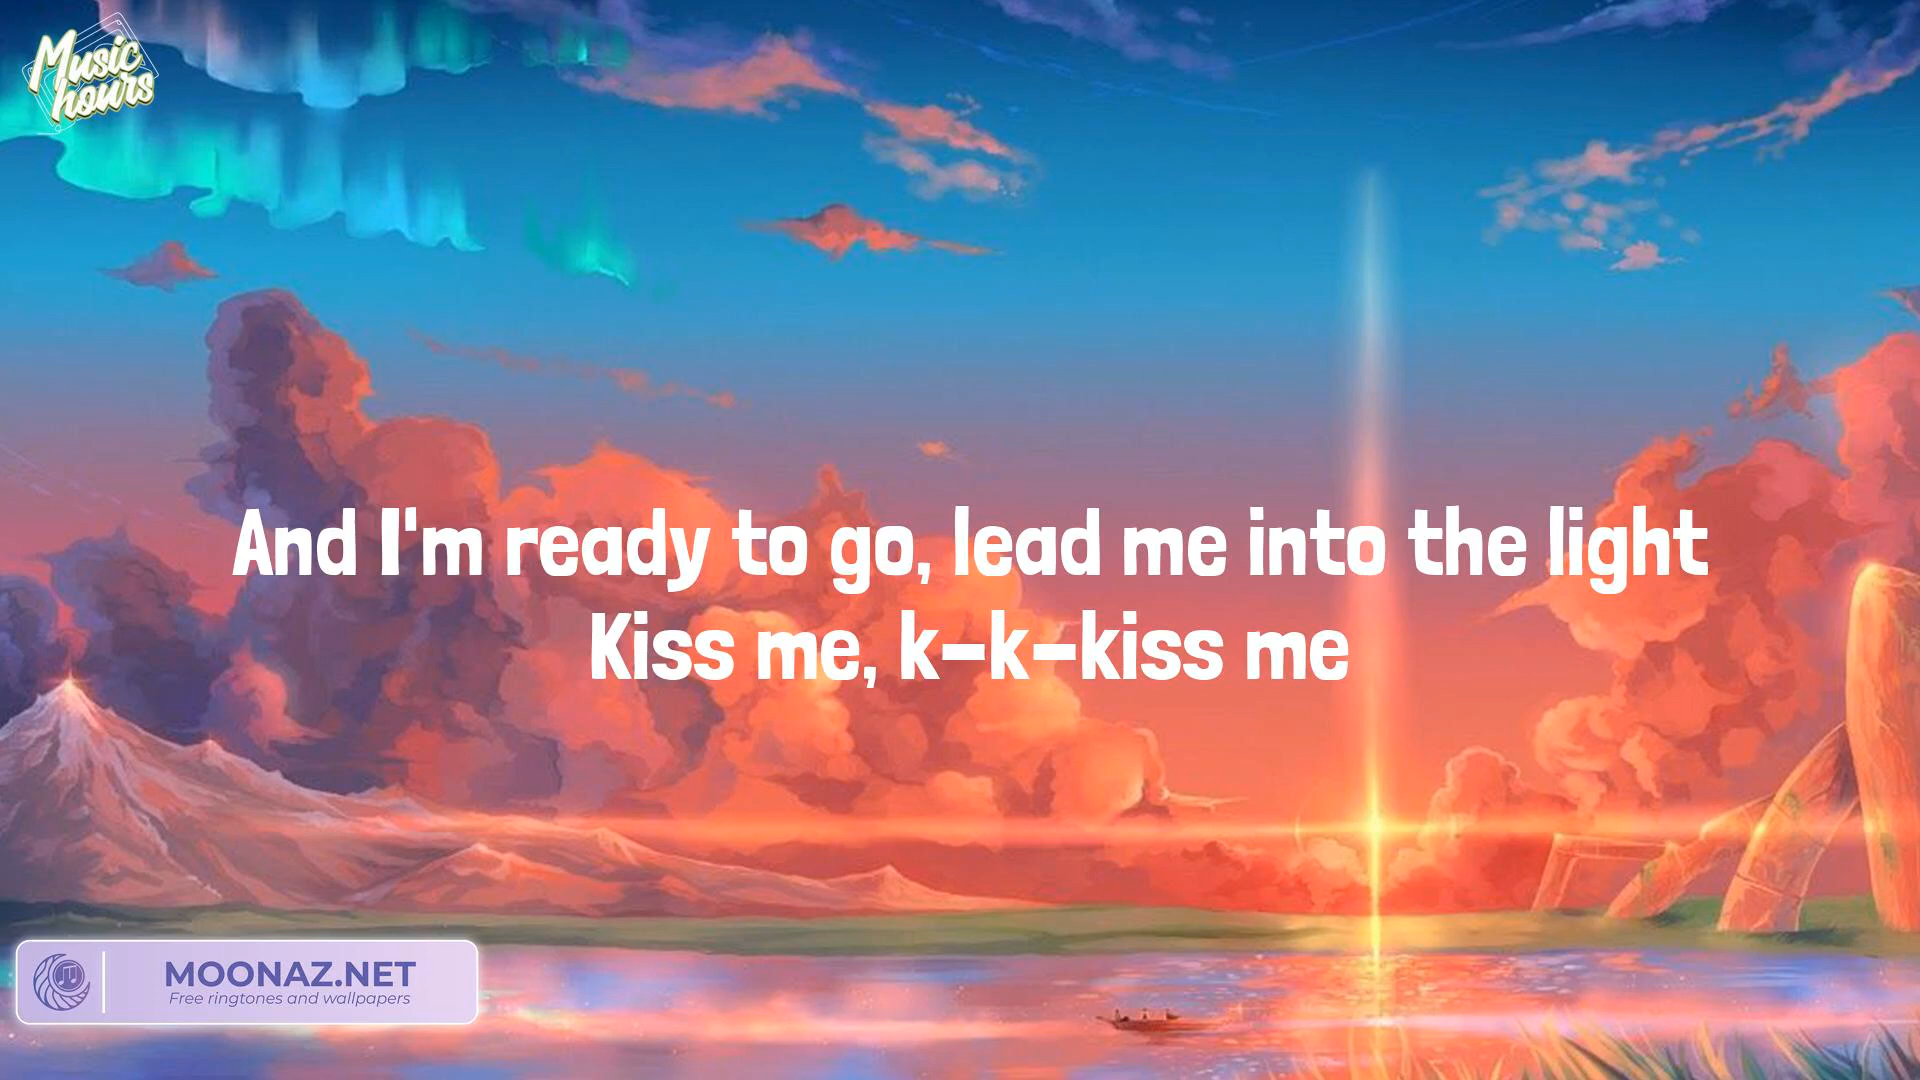 Music
hours
And I'm ready to go, lead me into the light
Kiss me, k-k-kiss me
MOONAZ.NET
Free ringtones and wallpapers